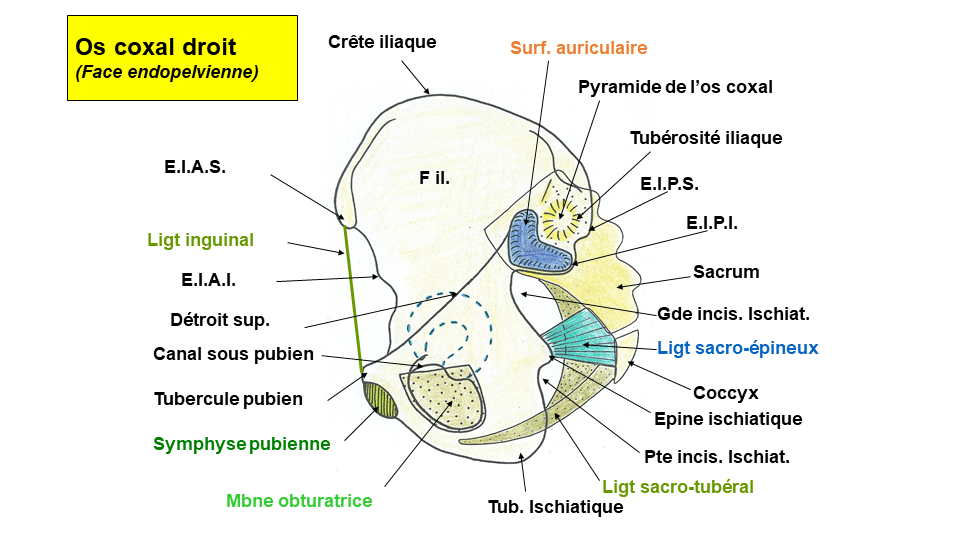 Os coxal droit
(Face endopelvienne)
Crête iliaque
Surf. auriculaire
Pyramide de l'os coxal
Tubérosité iliaque
E.I.A.S.
F il.
E.I.P.S.
E.I.P.I.
Ligt inguinal
E.I.A.I.
Sacrum
Détroit sup.
Gde incis. Ischiat.
Canal sous pubien
Ligt sacro-épineux
Tubercule pubien
Coccyx
Epine ischiatique
Symphyse pubienne
Pte incis. Ischiat.
Mbne obturatrice
Ligt sacro-tubéral
Tub. Ischiatique